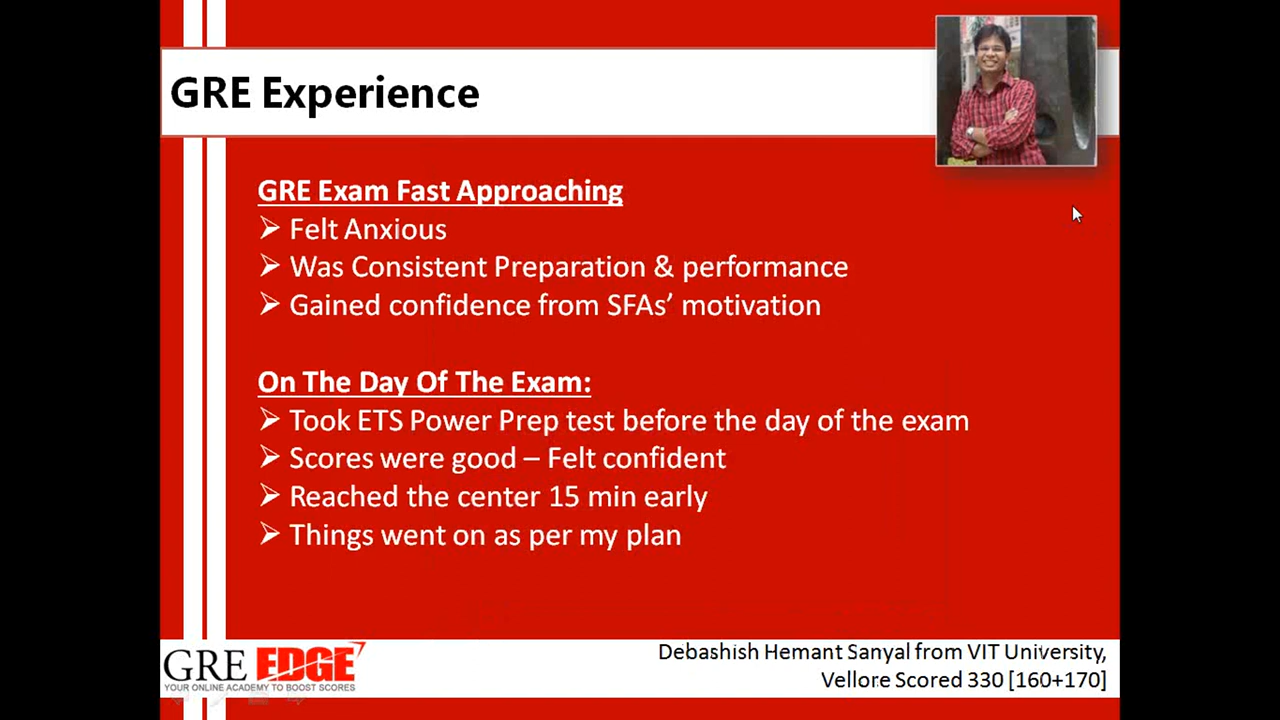 GRE Experience
GRE Exam Fast Approaching
➢ Felt Anxious
➢ Was Consistent Preparation & performance
➢ Gained confidence from SFAs’ motivation
On The Day Of The Exam:
➢ Took ETS Power Prep test before the day of the exam
➢ Scores were good – Felt confident
➢ Reached the center 15 min early
➢ Things went on as per my plan
GRE EDGE
YOUR ONLINE ACADEMY TO BOOST SCORES
Debashish Hemant Sanyal from VIT University,
Vellore Scored 330 [160+170]